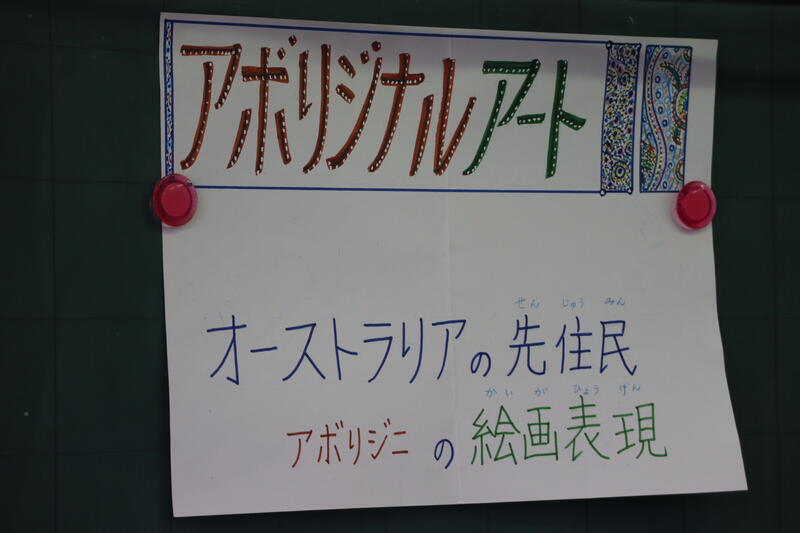 アボリジナルアート
せんじゅうみん
オーストラリアの先住民
かいがひょうげん
アボリジニの絵画表現